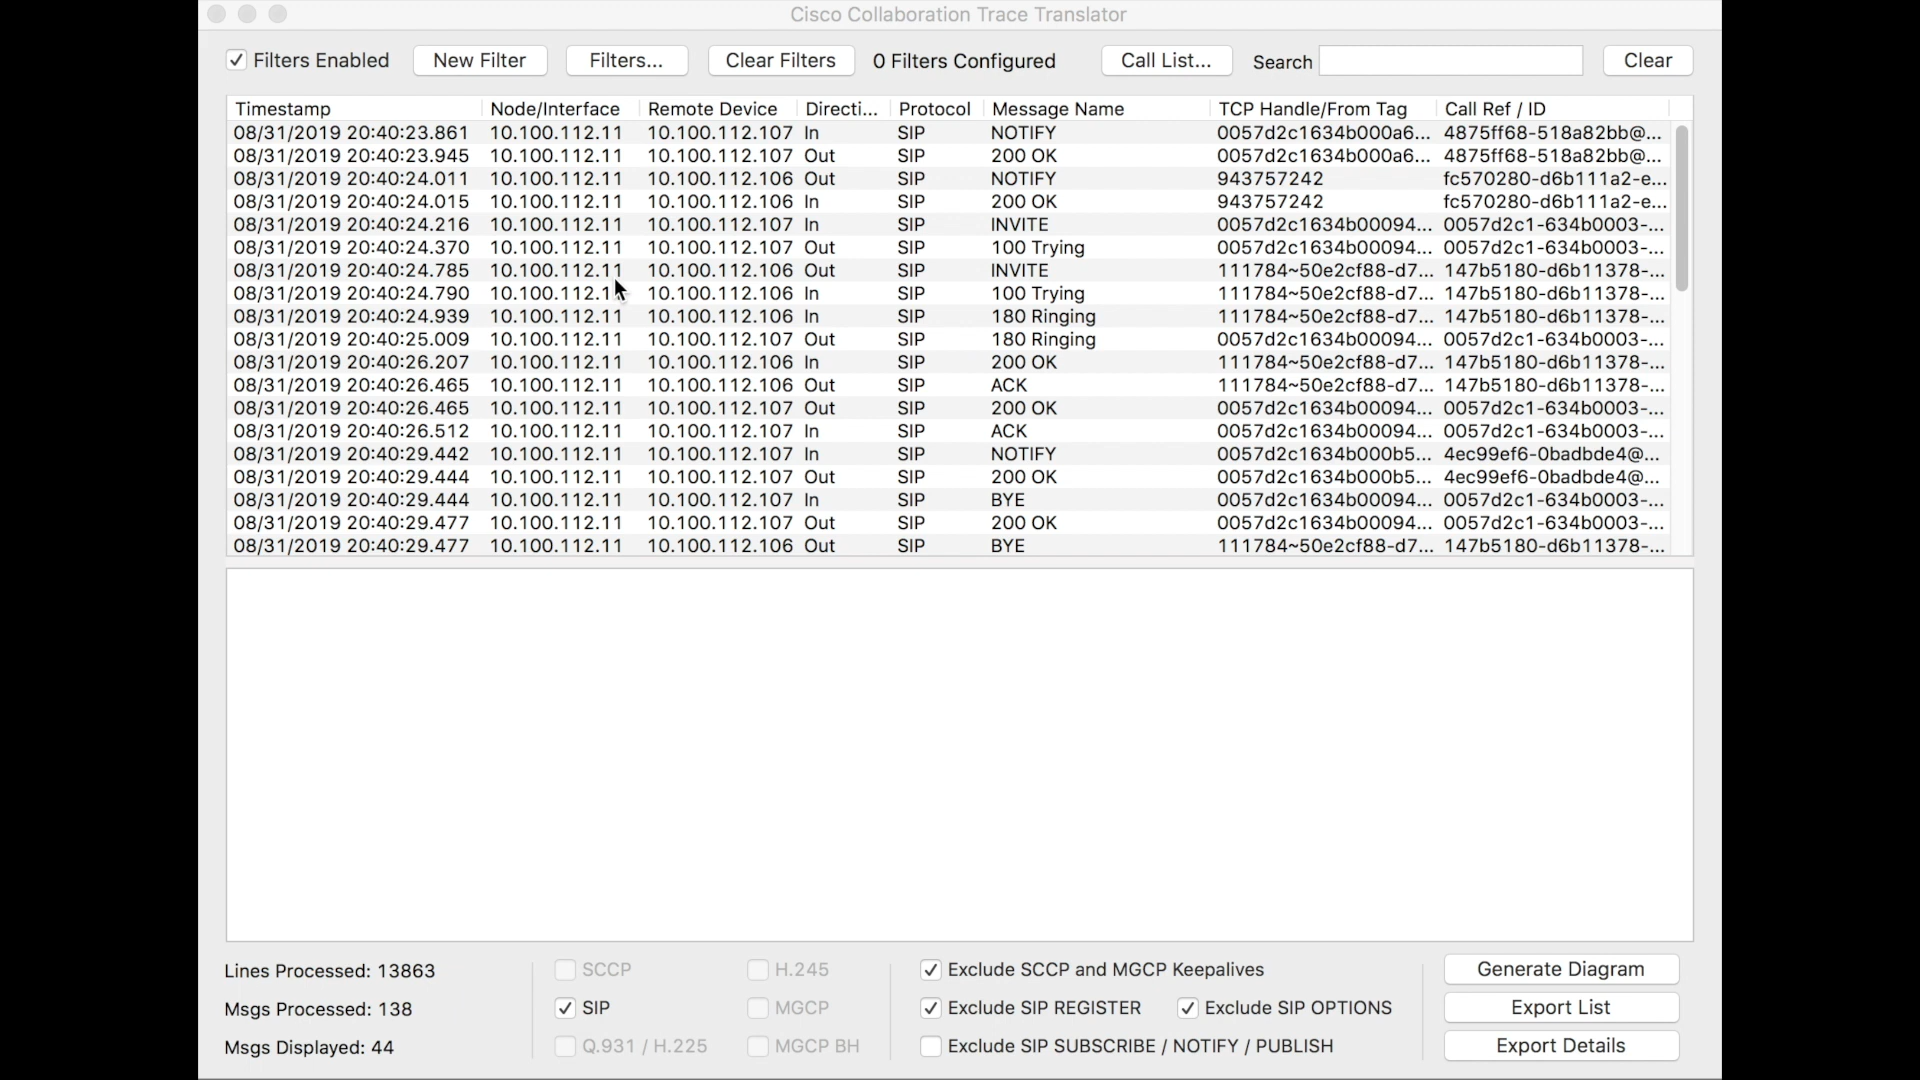 Cisco Collaboration Trace Translator
Filters Enabled New Filter Filters... Clear Filters 0 Filters Configured Call List... Search Clear
Timestamp Node/Interface Remote Device Directi... Protocol Message Name TCP Handle/From Tag Call Ref / ID
08/31/2019 20:40:23.861 10.100.112.11 10.100.112.107 In SIP NOTIFY 0057d2c1634b000a6... 4875ff68-518a82bb@...
08/31/2019 20:40:23.945 10.100.112.11 10.100.112.107 Out SIP 200 OK 0057d2c1634b000a6... 4875ff68-518a82bb@...
08/31/2019 20:40:24.011 10.100.112.11 10.100.112.106 Out SIP NOTIFY 943757242 fc570280-d6b111a2-e...
08/31/2019 20:40:24.015 10.100.112.11 10.100.112.106 In SIP 200 OK 943757242 fc570280-d6b111a2-e...
08/31/2019 20:40:24.216 10.100.112.11 10.100.112.107 In SIP INVITE 0057d2c1634b00094... 0057d2c1-634b0003-...
08/31/2019 20:40:24.370 10.100.112.11 10.100.112.107 Out SIP 100 Trying 0057d2c1634b00094... 0057d2c1-634b0003-...
08/31/2019 20:40:24.785 10.100.112.11 10.100.112.106 Out SIP INVITE 111784~50e2cf88-d7... 147b5180-d6b11378-...
08/31/2019 20:40:24.790 10.100.112.11 10.100.112.106 In SIP 100 Trying 111784~50e2cf88-d7... 147b5180-d6b11378-...
08/31/2019 20:40:24.939 10.100.112.11 10.100.112.106 In SIP 180 Ringing 111784~50e2cf88-d7... 147b5180-d6b11378-...
08/31/2019 20:40:25.009 10.100.112.11 10.100.112.107 Out SIP 180 Ringing 0057d2c1634b00094... 0057d2c1-634b0003-...
08/31/2019 20:40:26.207 10.100.112.11 10.100.112.106 In SIP 200 OK 111784~50e2cf88-d7... 147b5180-d6b11378-...
08/31/2019 20:40:26.465 10.100.112.11 10.100.112.106 Out SIP ACK 111784~50e2cf88-d7... 147b5180-d6b11378-...
08/31/2019 20:40:26.465 10.100.112.11 10.100.112.107 Out SIP 200 OK 0057d2c1634b00094... 0057d2c1-634b0003-...
08/31/2019 20:40:26.512 10.100.112.11 10.100.112.107 In SIP ACK 0057d2c1634b00094... 0057d2c1-634b0003-...
08/31/2019 20:40:29.442 10.100.112.11 10.100.112.107 In SIP NOTIFY 0057d2c1634b000b5... 4ec99ef6-0badbde4@...
08/31/2019 20:40:29.444 10.100.112.11 10.100.112.107 Out SIP 200 OK 0057d2c1634b000b5... 4ec99ef6-0badbde4@...
08/31/2019 20:40:29.444 10.100.112.11 10.100.112.107 In SIP BYE 0057d2c1634b00094... 0057d2c1-634b0003-...
08/31/2019 20:40:29.477 10.100.112.11 10.100.112.107 Out SIP 200 OK 0057d2c1634b00094... 0057d2c1-634b0003-...
08/31/2019 20:40:29.477 10.100.112.11 10.100.112.106 Out SIP BYE 111784~50e2cf88-d7... 147b5180-d6b11378-...
Lines Processed: 13863 SCCP H.245 Exclude SCCP and MGCP Keepalives Generate Diagram
Msgs Processed: 138 SIP MGCP Exclude SIP REGISTER Exclude SIP OPTIONS Export List
Msgs Displayed: 44 Q.931 / H.225 MGCP BH Exclude SIP SUBSCRIBE / NOTIFY / PUBLISH Export Details